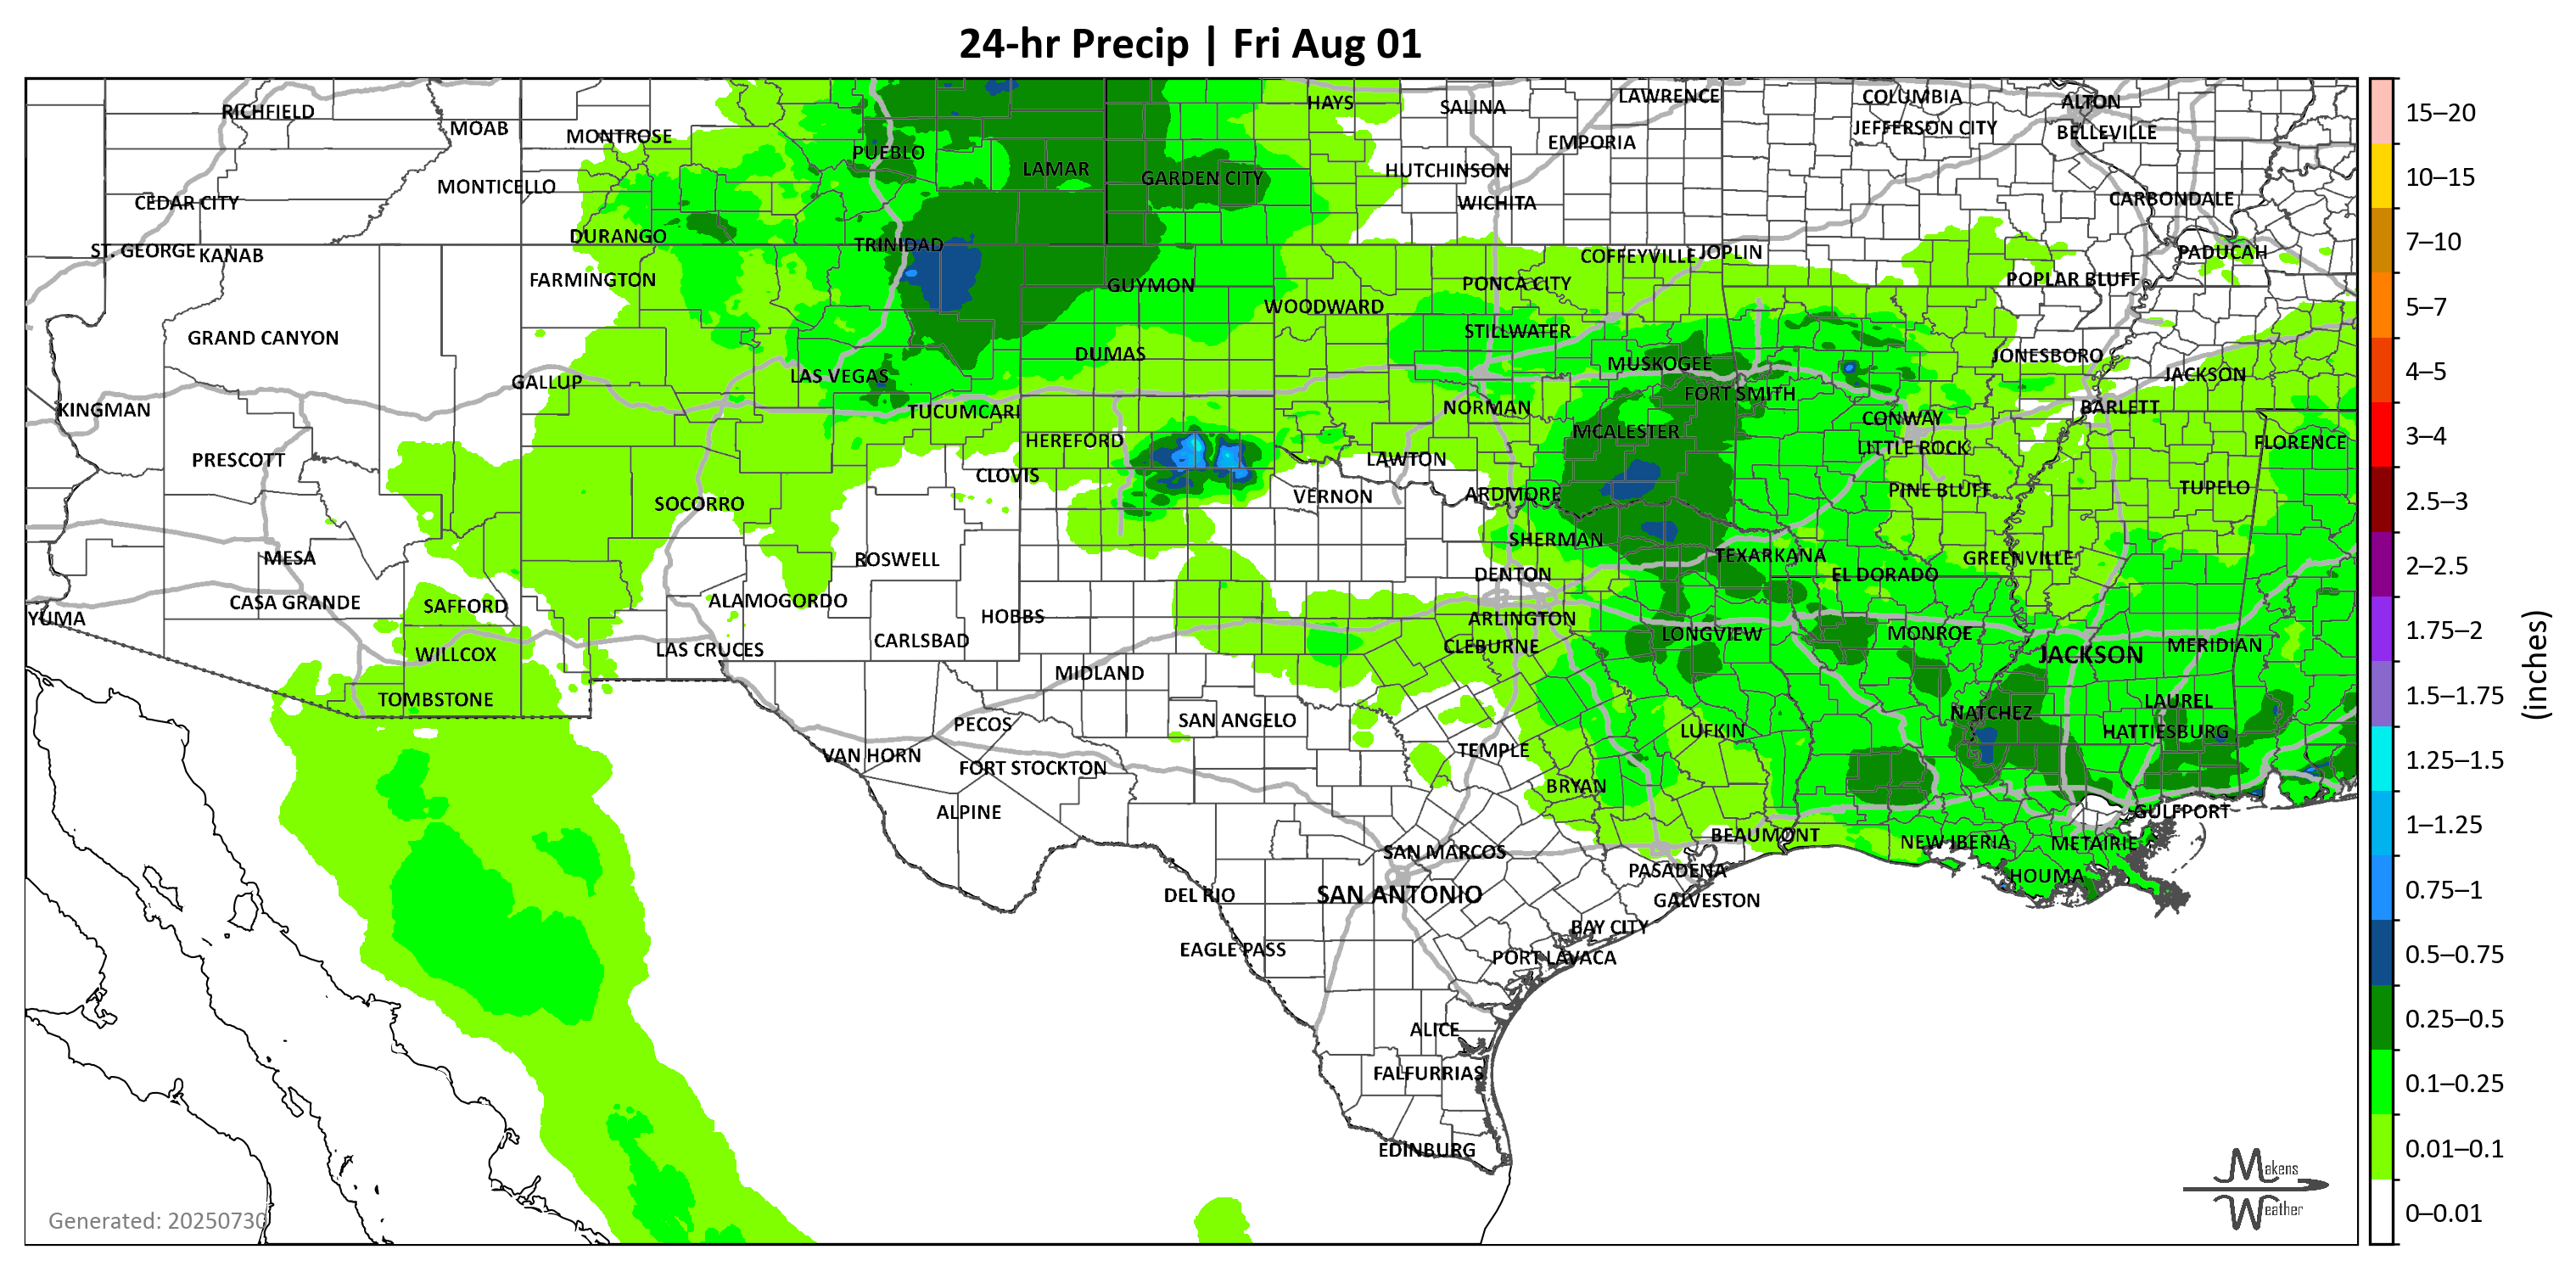 24-hr Precip | Fri Aug 01
HAYS
SALINA
LAWRENCE
COLUMBIA
ALTON
RICHFIELD
MOAB
MONTROSE
PUEBLO
EMPORIA
JEFFERSON CITY
BELLEVILLE
LAMAR
GARDEN CITY
HUTCHINSON
MONTICELLO
CEDAR CITY
WICHITA
CARBONDALE
DURANGO
TRINIDAD
ST. GEORGE
KANAB
COFFEYVILLE
JOPLIN
PADUCAH
FARMINGTON
GUYMON
PONCA CITY
POPLAR BLUFF
WOODWARD
GRAND CANYON
STILLWATER
DUMAS
MUSKOGEE
JONESBORO
GALLUP
LAS VEGAS
JACKSON
FORT SMITH
KINGMAN
TUCUMCARI
NORMAN
BARLETT
CONWAY
HEREFORD
MCALESTER
FLORENCE
PRESCOTT
LAWTON
LITTLE ROCK
CLOVIS
SOCORRO
VERNON
ARDMORE
PINE BLUFF
TUPELO
MESA
ROSWELL
SHERMAN
TEXARKANA
GREENVILLE
DENTON
EL DORADO
CASA GRANDE
SAFFORD
ALAMOGORDO
YUMA
HOBBS
ARLINGTON
CARLSBAD
CLEBURNE
LONGVIEW
MONROE
WILLCOX
LAS CRUCES
JACKSON
MERIDIAN
MIDLAND
TOMBSTONE
LAUREL
PECOS
SAN ANGELO
NATCHEZ
LUFKIN
HATTIESBURG
VAN HORN
TEMPLE
FORT STOCKTON
BRYAN
ALPINE
GULFPORT
BEAUMONT
SAN MARCOS
NEW IBERIA
METAIRIE
PASADENA
HOUMA
DEL RIO
SAN ANTONIO
GALVESTON
BAY CITY
EAGLE PASS
PORT LAVACA
ALICE
FALFURRIAS
EDINBURG
Generated: 20250730
Makens
Weather
15–20
10–15
7–10
5–7
4–5
3–4
2.5–3
2–2.5
1.75–2
1.5–1.75
1.25–1.5
1–1.25
0.75–1
0.5–0.75
0.25–0.5
0.1–0.25
0.01–0.1
0–0.01
(inches)